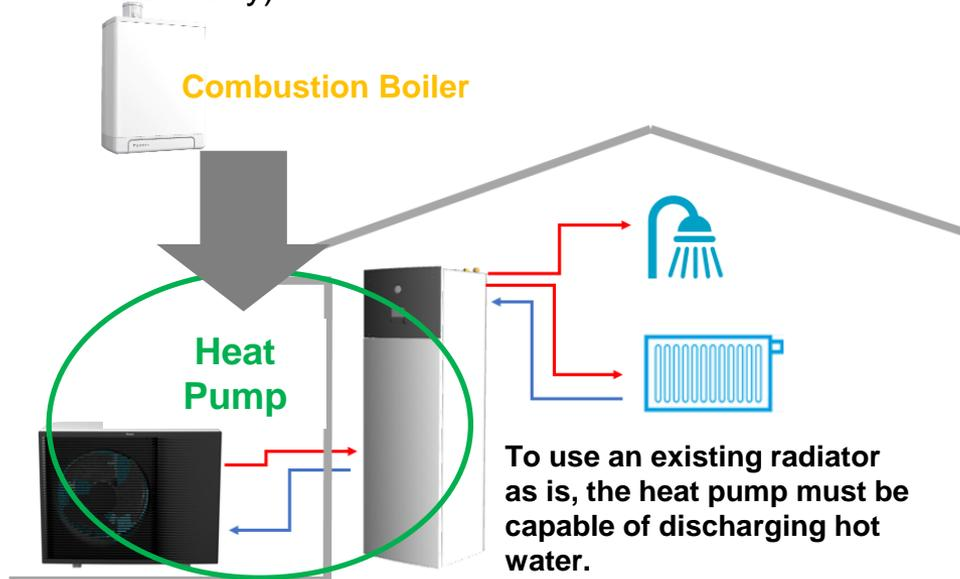 Combustion Boiler
Heat
Pump
To use an existing radiator
as is, the heat pump must be
capable of discharging hot
water.